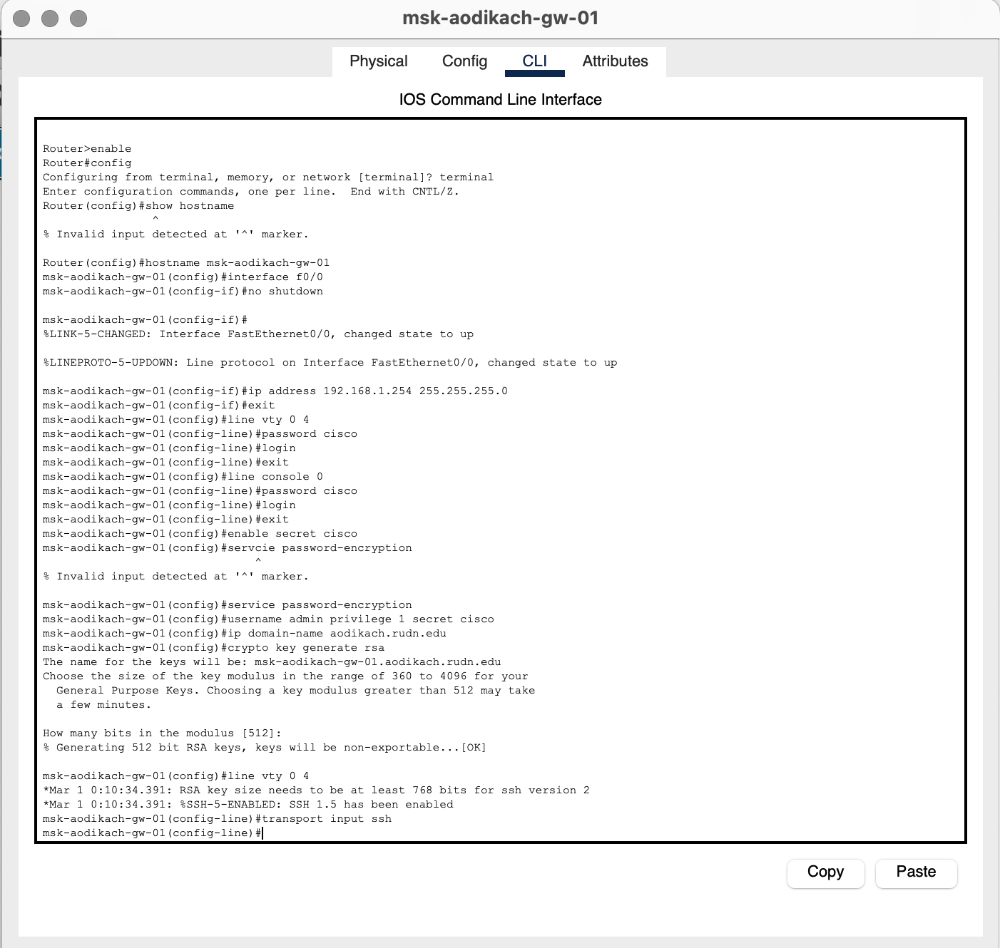 msk-aodikach-gw-01
Physical Config CLI Attributes
IOS Command Line Interface
Router>enable
Router#config
Configuring from terminal, memory, or network [terminal]? terminal
Enter configuration commands, one per line.  End with CNTL/Z.
Router(config)#show hostname
^
% Invalid input detected at '^' marker.
Router(config)#hostname msk-aodikach-gw-01
msk-aodikach-gw-01(config)#interface f0/0
msk-aodikach-gw-01(config-if)#no shutdown
msk-aodikach-gw-01(config-if)#
%LINK-5-CHANGED: Interface FastEthernet0/0, changed state to up
%LINEPROTO-5-UPDOWN: Line protocol on Interface FastEthernet0/0, changed state to up
msk-aodikach-gw-01(config-if)#ip address 192.168.1.254 255.255.255.0
msk-aodikach-gw-01(config-if)#exit
msk-aodikach-gw-01(config)#line vty 0 4
msk-aodikach-gw-01(config-line)#password cisco
msk-aodikach-gw-01(config-line)#login
msk-aodikach-gw-01(config-line)#exit
msk-aodikach-gw-01(config)#line console 0
msk-aodikach-gw-01(config-line)#password cisco
msk-aodikach-gw-01(config-line)#login
msk-aodikach-gw-01(config-line)#exit
msk-aodikach-gw-01(config)#enable secret cisco
msk-aodikach-gw-01(config)#servcie password-encryption
^
% Invalid input detected at '^' marker.
msk-aodikach-gw-01(config)#service password-encryption
msk-aodikach-gw-01(config)#username admin privilege 1 secret cisco
msk-aodikach-gw-01(config)#ip domain-name aodikach.rudn.edu
msk-aodikach-gw-01(config)#crypto key generate rsa
The name for the keys will be: msk-aodikach-gw-01.aodikach.rudn.edu
Choose the size of the key modulus in the range of 360 to 4096 for your
General Purpose Keys. Choosing a key modulus greater than 512 may take
a few minutes.
How many bits in the modulus [512]:
% Generating 512 bit RSA keys, keys will be non-exportable...[OK]
msk-aodikach-gw-01(config)#line vty 0 4
*Mar 1 0:10:34.391: RSA key size needs to be at least 768 bits for ssh version 2
*Mar 1 0:10:34.391: %SSH-5-ENABLED: SSH 1.5 has been enabled
msk-aodikach-gw-01(config-line)#transport input ssh
msk-aodikach-gw-01(config-line)#
Copy Paste